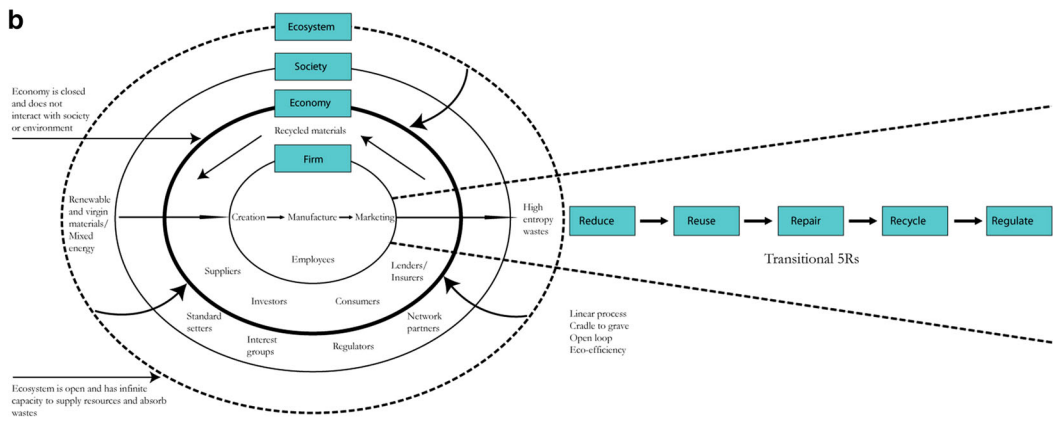 b
Ecosystem
Society
Economy
Economy is closed
and does not
interact with society
or environment
Recycled materials
Firm
Renewable
and virgin
materials/
Mixed
energy
Creation
Manufacture
Marketing
High
entropy
wastes
Reduce
Reuse
Repair
Recycle
Regulate
Transitional 5Rs
Employees
Suppliers
Lenders/
Insurers
Investors
Consumers
Standard
setters
Network
partners
Interest
groups
Regulators
Linear process
Cradle to grave
Open loop
Eco-efficiency
Ecosystem is open and has infinite
capacity to supply resources and absorb
wastes